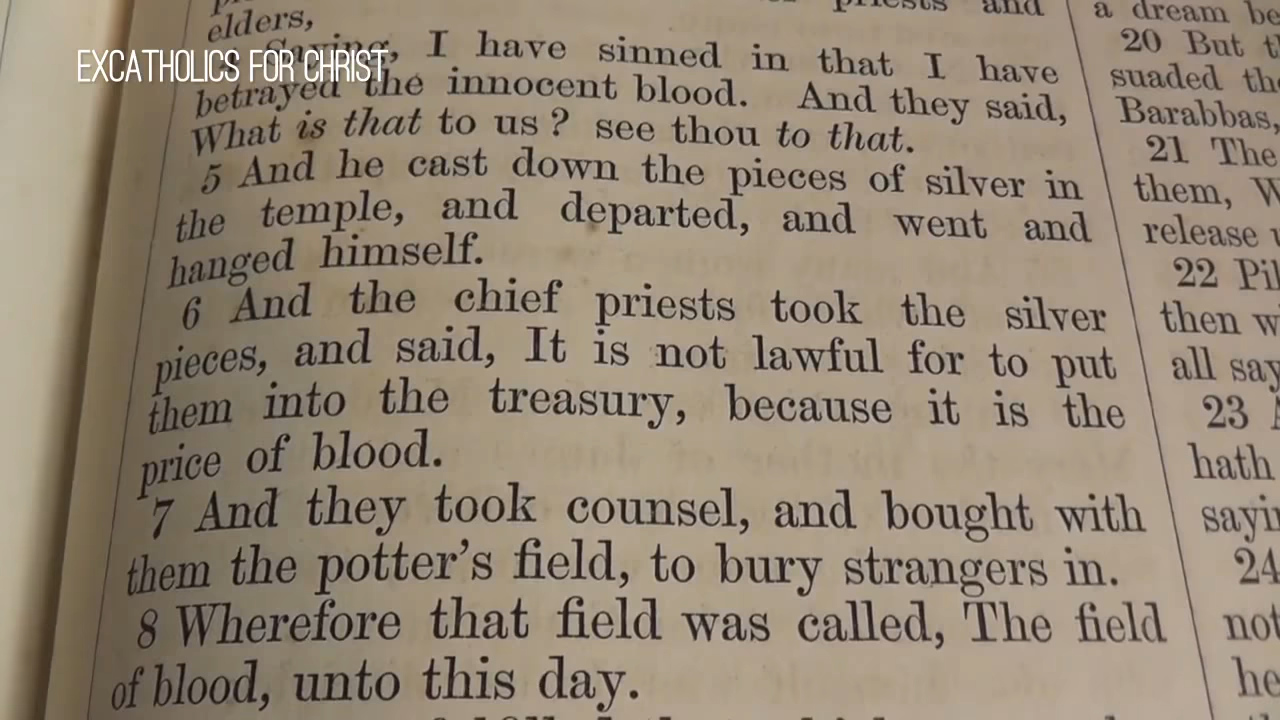 EXCATHOLICS FOR CHRIST
priests and
elders,
Saying, I have sinned in that I have
betrayed the innocent blood. And they said,
What is that to us? see thou to that.
5 And he cast down the pieces of silver in
the temple, and departed, and went and
hanged himself.
6 And the chief priests took the silver
pieces, and said, It is not lawful for to put
them into the treasury, because it is the
price of blood.
7 And they took counsel, and bought with
them the potter's field, to bury strangers in.
8 Wherefore that field was called, The field
of blood, unto this day.
a dream be
20 But t
suaded the
Barabbas,
21 The
them, W
release
22 Pil
then w
all say
23
hath
sayi
24
not
he